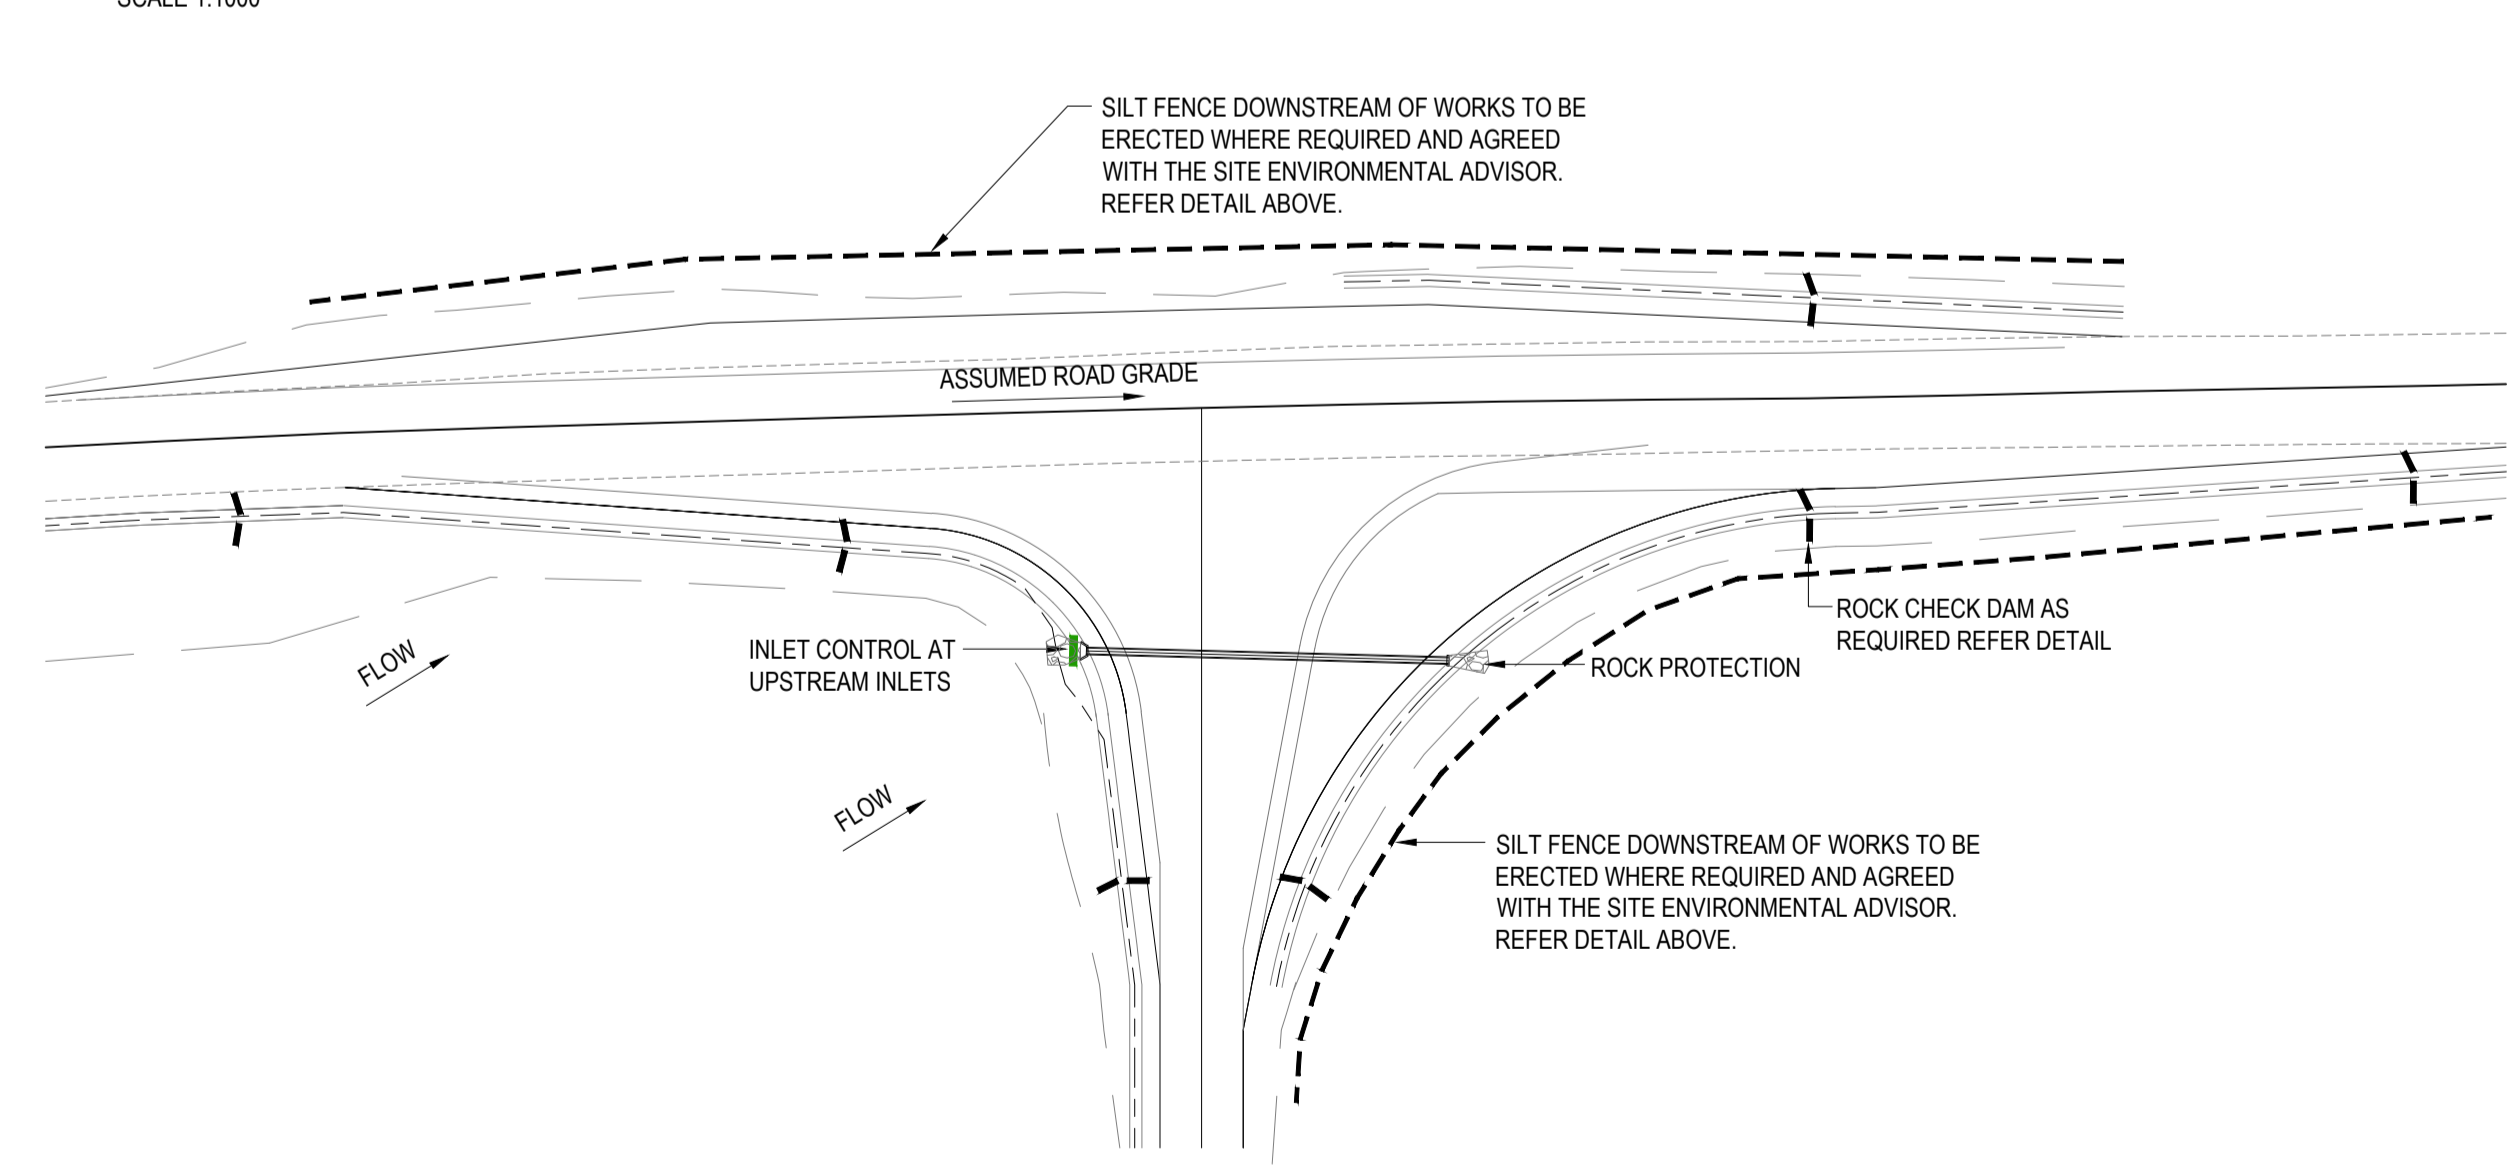 SCALE 1:1000
SILT FENCE DOWNSTREAM OF WORKS TO BE
ERECTED WHERE REQUIRED AND AGREED
WITH THE SITE ENVIRONMENTAL ADVISOR.
REFER DETAIL ABOVE.
ASSUMED ROAD GRADE
INLET CONTROL AT
UPSTREAM INLETS
FLOW
ROCK CHECK DAM AS
REQUIRED REFER DETAIL
ROCK PROTECTION
FLOW
SILT FENCE DOWNSTREAM OF WORKS TO BE
ERECTED WHERE REQUIRED AND AGREED
WITH THE SITE ENVIRONMENTAL ADVISOR.
REFER DETAIL ABOVE.